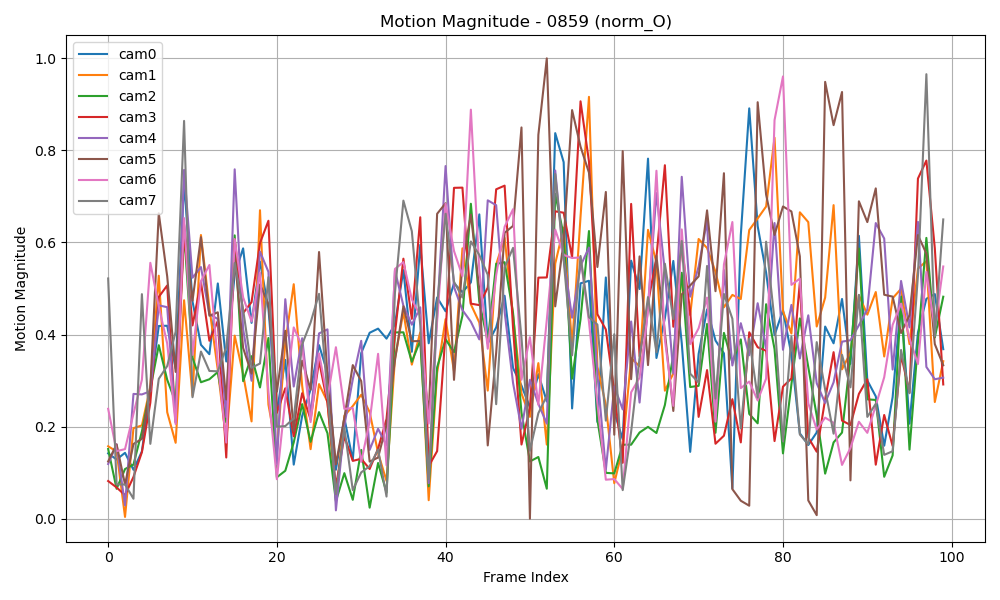 Motion Magnitude - 0859 (norm_O)
cam0
cam1
cam2
cam3
cam4
cam5
cam6
cam7
Motion Magnitude
1.0
0.8
0.6
0.4
0.2
0.0
0 20 40 60 80 100
Frame Index